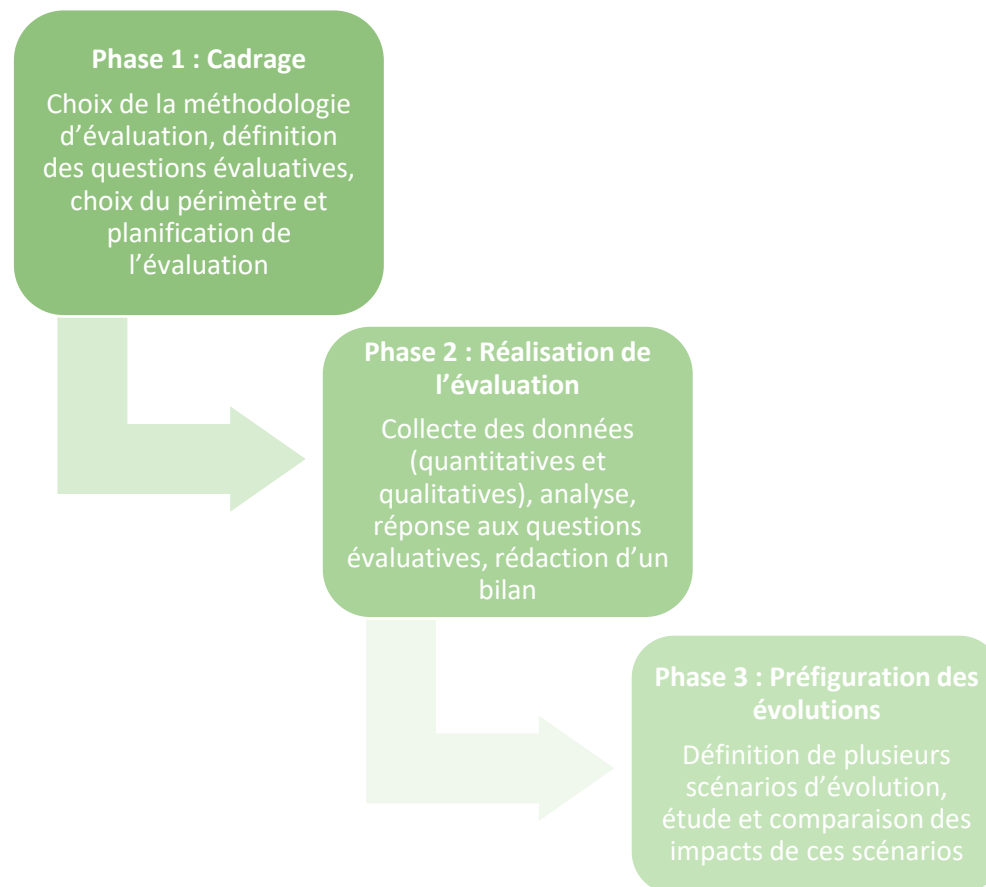 Phase 1 : Cadrage
Choix de la méthodologie
d’évaluation, définition
des questions évaluatives,
choix du périmètre et
planification de
l’évaluation
Phase 2 : Réalisation de
l’évaluation
Collecte des données
(quantitatives et
qualitatives), analyse,
réponse aux questions
évaluatives, rédaction d’un
bilan
Phase 3 : Préfiguration des
évolutions
Définition de plusieurs
scénarios d’évolution,
étude et comparaison des
impacts de ces scénarios